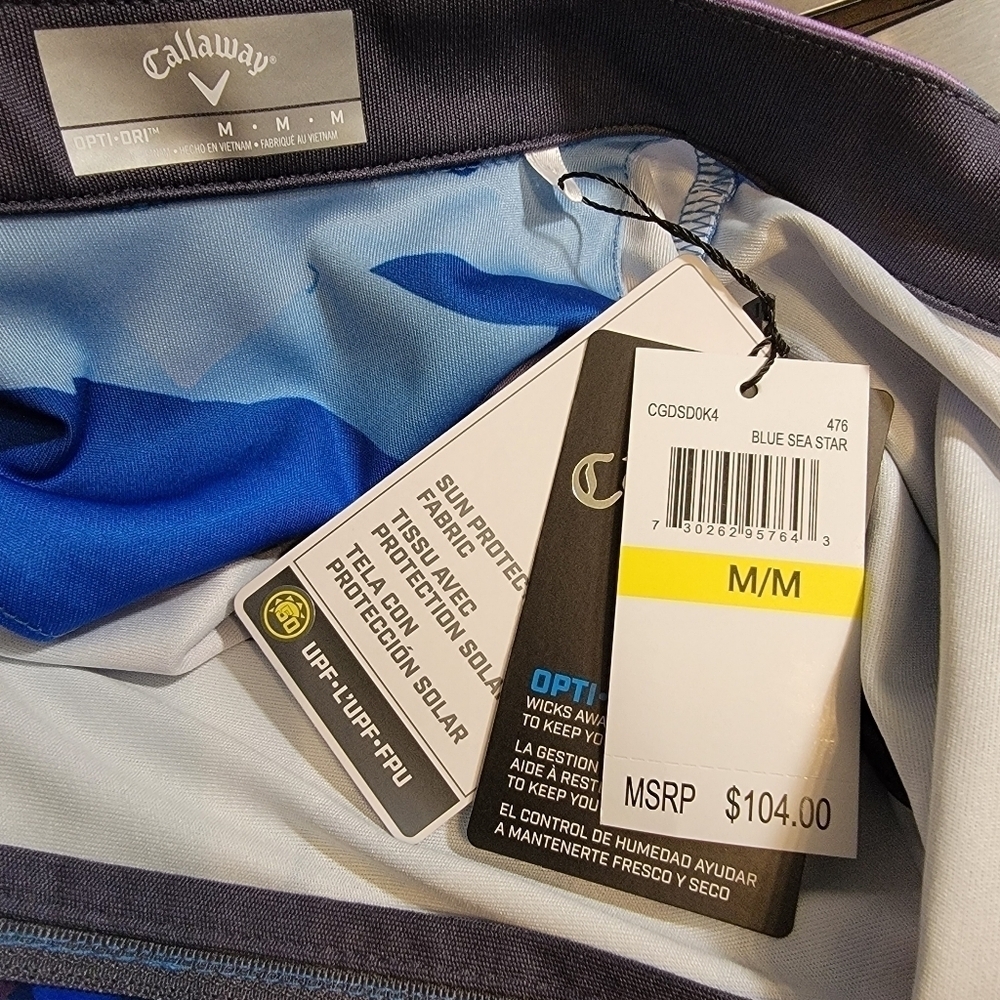 Callaway®
OPTI•DRI™ M • M • M
• HECHO EN VIETNAM • FABRIQUÉ AU VIETNAM
CGDSD0K4
476
BLUE SEA STAR
7 30262 95764 3
M/M
MSRP $104.00
SUN PROTEC
FABRIC
TISSU AVEC
PROTECTION SOLA
TELA CON
PROTECCIÓN SOLAR
50
UPF•L'UPF•FPU
C
OPTI•
WICKS AWA
TO KEEP YO
LA GESTION
AIDE À REST
TO KEEP YOU
EL CONTROL DE HUMEDAD AYUDAR
A MANTENERTE FRESCO Y SECO